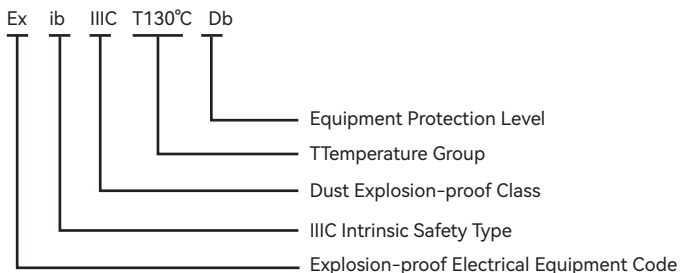 Ex ib IIIC T130℃ Db
Equipment Protection Level
TTemperature Group
Dust Explosion-proof Class
IIIC Intrinsic Safety Type
Explosion-proof Electrical Equipment Code